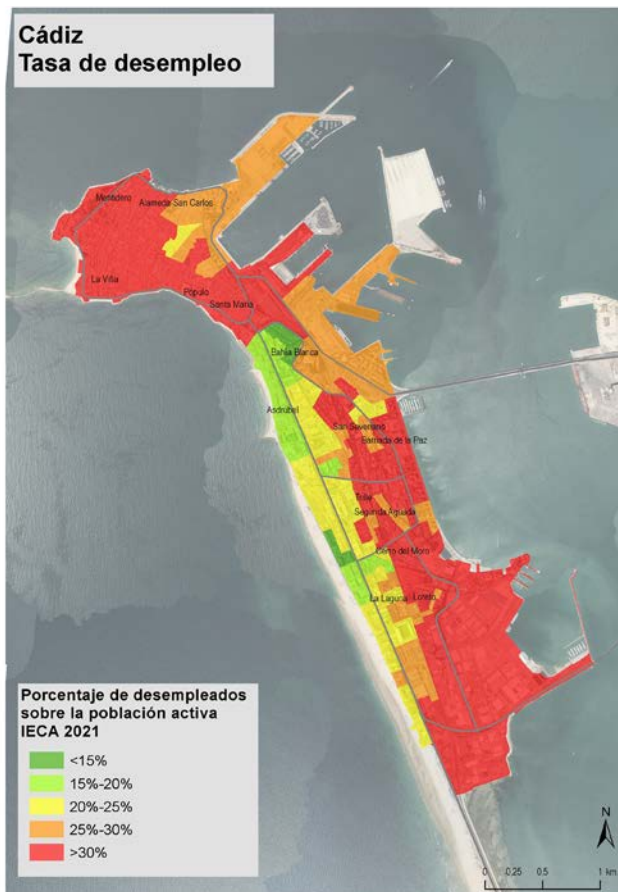 Cádiz
Tasa de desempleo
Mentidero
Alameda-San Carlos
La Viña
Pópulo
Santa María
Bahía Blanca
Asdrúbal
San Severiano
Barriada de la Paz
Trille
Segunda Aguada
Cerro del Moro
La Laguna
Loreto
Porcentaje de desempleados
sobre la población activa
IECA 2021
<15%
15%-20%
20%-25%
25%-30%
>30%
N
0 0,25 0,5 1 km